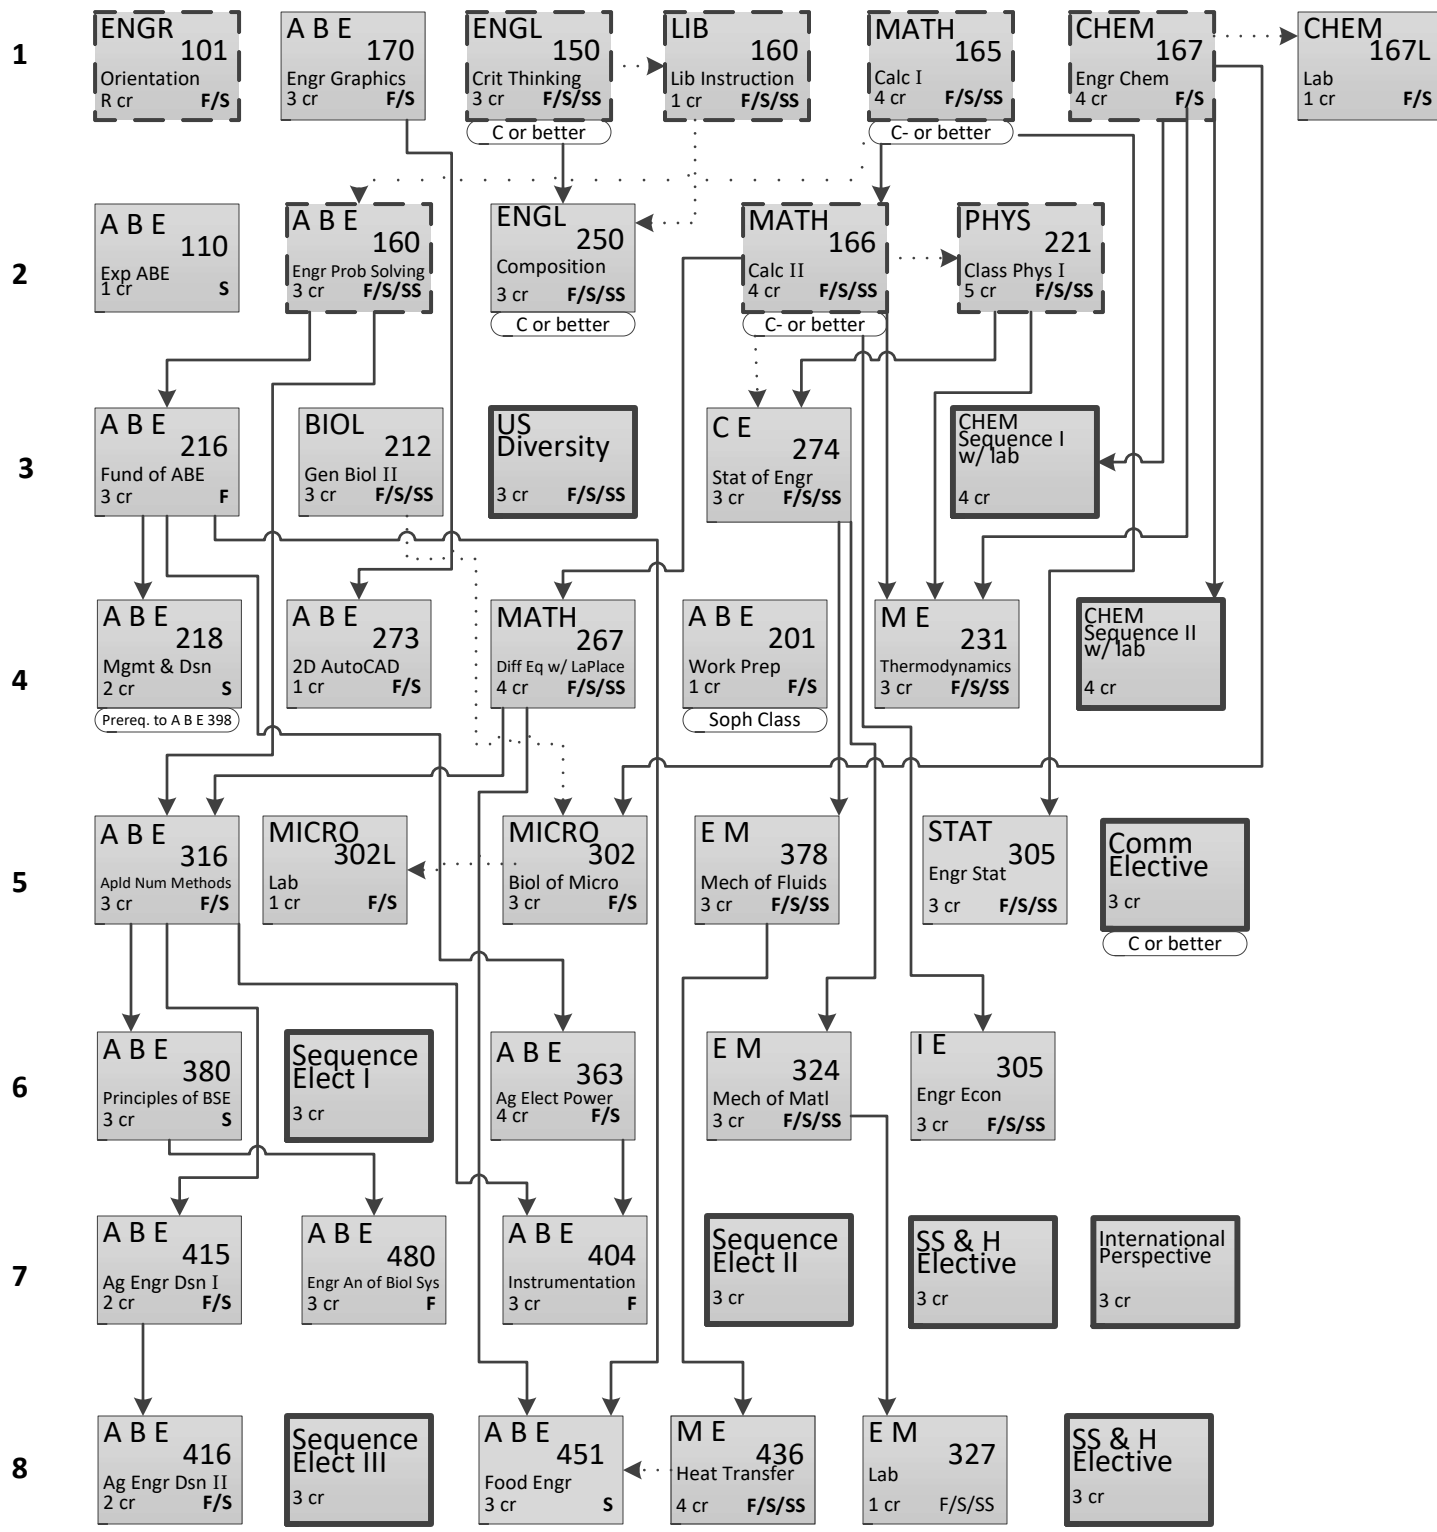 1
ENGR
101
Orientation
R cr F/S
A B E
170
Engr Graphics
3 cr F/S
ENGL
150
Crit Thinking
3 cr F/S/SS
C or better
LIB
160
Lib Instruction
1 cr F/S/SS
MATH
165
Calc I
4 cr F/S/SS
C- or better
CHEM
167
Engr Chem
4 cr F/S
CHEM
167L
Lab
1 cr F/S
2
A B E
110
Exp ABE
1 cr S
A B E
160
Engr Prob Solving
3 cr F/S/SS
ENGL
250
Composition
3 cr F/S/SS
C or better
MATH
166
Calc II
4 cr F/S/SS
C- or better
PHYS
221
Class Phys I
5 cr F/S/SS
3
A B E
216
Fund of ABE
3 cr F
BIOL
212
Gen Biol II
3 cr F/S/SS
US
Diversity
3 cr F/S/SS
C E
274
Stat of Engr
3 cr F/S/SS
CHEM
Sequence I
w/ lab
4 cr
4
A B E
218
Mgmt & Dsn
2 cr S
Prereq. to A B E 398
A B E
273
2D AutoCAD
1 cr F/S
MATH
267
Diff Eq w/ LaPlace
4 cr F/S/SS
A B E
201
Work Prep
1 cr F/S
Soph Class
M E
231
Thermodynamics
3 cr F/S/SS
CHEM
Sequence II
w/ lab
4 cr
5
A B E
316
Apld Num Methods
3 cr F/S
MICRO
302L
Lab
1 cr F/S
MICRO
302
Biol of Micro
3 cr F/S
E M
378
Mech of Fluids
3 cr F/S/SS
STAT
305
Engr Stat
3 cr F/S/SS
Comm
Elective
3 cr
C or better
6
A B E
380
Principles of BSE
3 cr S
Sequence
Elect I
3 cr
A B E
363
Ag Elect Power
4 cr F/S
E M
324
Mech of Matl
3 cr F/S/SS
I E
305
Engr Econ
3 cr F/S/SS
7
A B E
415
Ag Engr Dsn I
2 cr F/S
A B E
480
Engr An of Biol Sys
3 cr F
A B E
404
Instrumentation
3 cr F
Sequence
Elect II
3 cr
SS & H
Elective
3 cr
International
Perspective
3 cr
8
A B E
416
Ag Engr Dsn II
2 cr F/S
Sequence
Elect III
3 cr
A B E
451
Food Engr
3 cr S
M E
436
Heat Transfer
4 cr F/S/SS
E M
327
Lab
1 cr F/S/SS
SS & H
Elective
3 cr